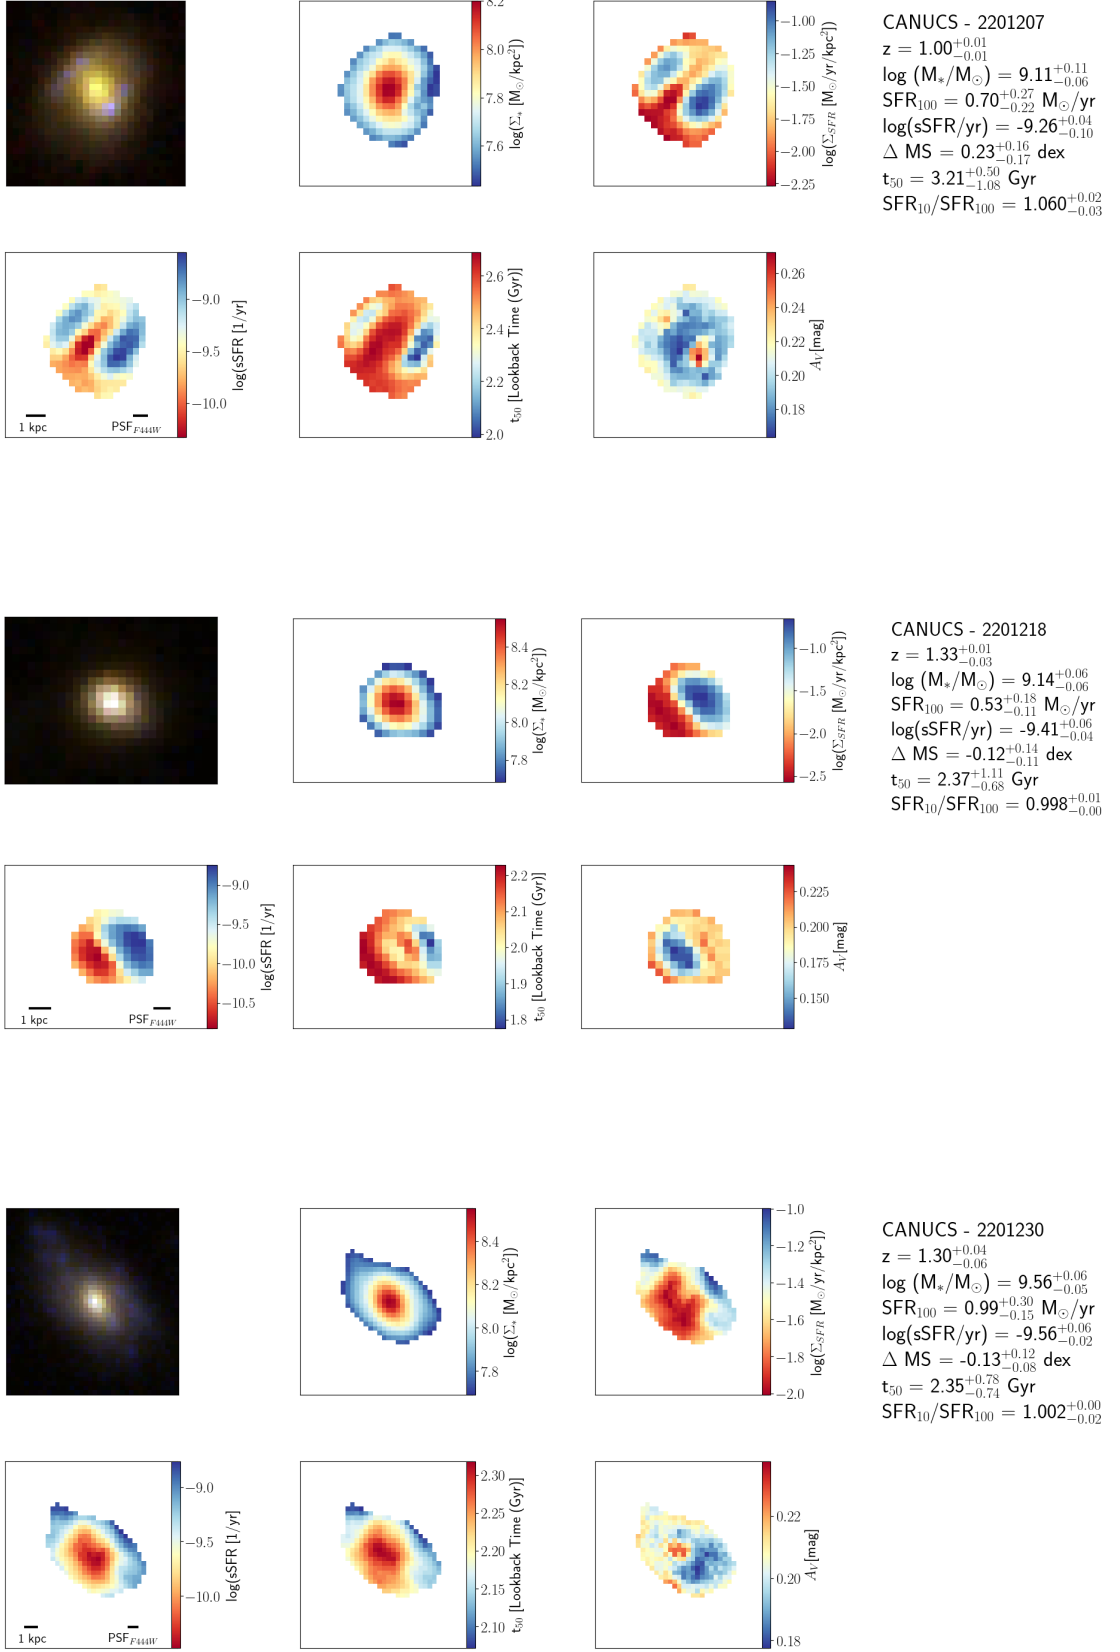 8.2
8.0
7.8
7.6
log(Σ* [M⊙/kpc²])
−1.00
−1.25
−1.50
−1.75
−2.00
−2.25
log(Σ_SFR [M⊙/yr/kpc²])
CANUCS - 2201207
z = 1.00 +0.01 −0.01
log (M*/M⊙) = 9.11 +0.11 −0.06
SFR100 = 0.70 +0.27 −0.22 M⊙/yr
log(sSFR/yr) = -9.26 +0.04 −0.10
Δ MS = 0.23 +0.16 −0.17 dex
t50 = 3.21 +0.50 −1.08 Gyr
SFR10/SFR100 = 1.060 +0.02 −0.03
1 kpc
PSF F444W
−9.0
−9.5
−10.0
log(sSFR [1/yr])
2.6
2.4
2.2
2.0
t50 [Lookback Time (Gyr)]
0.26
0.24
0.22
0.20
0.18
A_V[mag]
8.4
8.2
8.0
7.8
log(Σ* [M⊙/kpc²])
−1.0
−1.5
−2.0
−2.5
log(Σ_SFR [M⊙/yr/kpc²])
CANUCS - 2201218
z = 1.33 +0.01 −0.03
log (M*/M⊙) = 9.14 +0.06 −0.06
SFR100 = 0.53 +0.18 −0.11 M⊙/yr
log(sSFR/yr) = -9.41 +0.06 −0.04
Δ MS = -0.12 +0.14 −0.11 dex
t50 = 2.37 +1.11 −0.68 Gyr
SFR10/SFR100 = 0.998 +0.01 −0.00
1 kpc
PSF F444W
−9.0
−9.5
−10.0
−10.5
log(sSFR [1/yr])
2.2
2.1
2.0
1.9
1.8
t50 [Lookback Time (Gyr)]
0.225
0.200
0.175
0.150
A_V[mag]
8.4
8.2
8.0
7.8
log(Σ* [M⊙/kpc²])
−1.0
−1.2
−1.4
−1.6
−1.8
−2.0
log(Σ_SFR [M⊙/yr/kpc²])
CANUCS - 2201230
z = 1.30 +0.04 −0.06
log (M*/M⊙) = 9.56 +0.06 −0.05
SFR100 = 0.99 +0.30 −0.15 M⊙/yr
log(sSFR/yr) = -9.56 +0.06 −0.02
Δ MS = -0.13 +0.12 −0.08 dex
t50 = 2.35 +0.78 −0.74 Gyr
SFR10/SFR100 = 1.002 +0.00 −0.02
1 kpc
PSF F444W
−9.0
−9.5
−10.0
log(sSFR [1/yr])
2.30
2.25
2.20
2.15
2.10
t50 [Lookback Time (Gyr)]
0.22
0.20
0.18
A_V[mag]